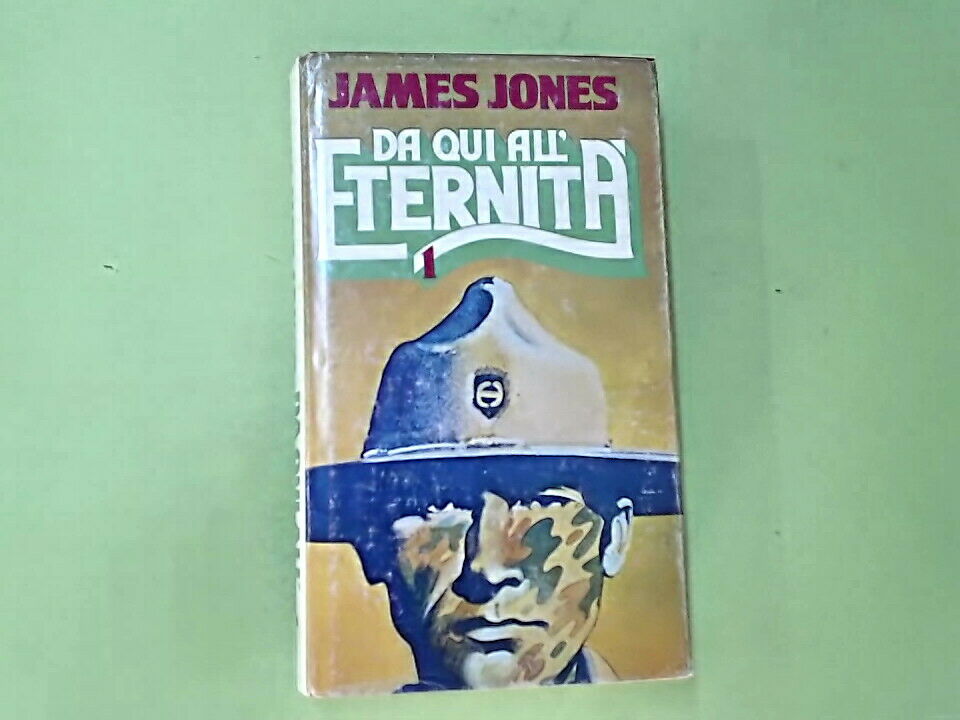 JAMES JONES
DA QUI ALL'
ETERNITÀ
1